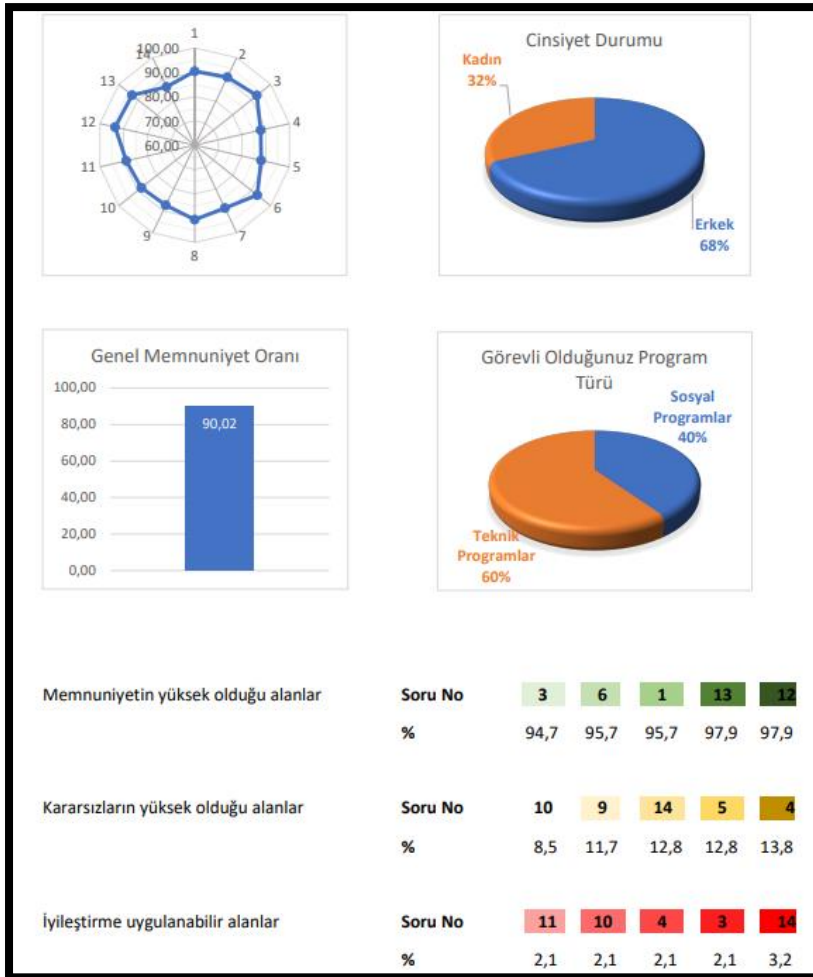 1
2
3
4
5
6
7
8
9
10
11
12
13
14
100,00
90,00
80,00
70,00
60,00
Cinsiyet Durumu
Kadın
32%
Erkek
68%
Genel Memnuniyet Oranı
100,00
80,00
60,00
40,00
20,00
0,00
90,02
Görevli Olduğunuz Program
Türü
Sosyal
Programlar
40%
Teknik
Programlar
60%
Memnuniyetin yüksek olduğu alanlar Soru No 3 6 1 13 12
% 94,7 95,7 95,7 97,9 97,9
Kararsızların yüksek olduğu alanlar Soru No 10 9 14 5 4
% 8,5 11,7 12,8 12,8 13,8
İyileştirme uygulanabilir alanlar Soru No 11 10 4 3 14
% 2,1 2,1 2,1 2,1 3,2